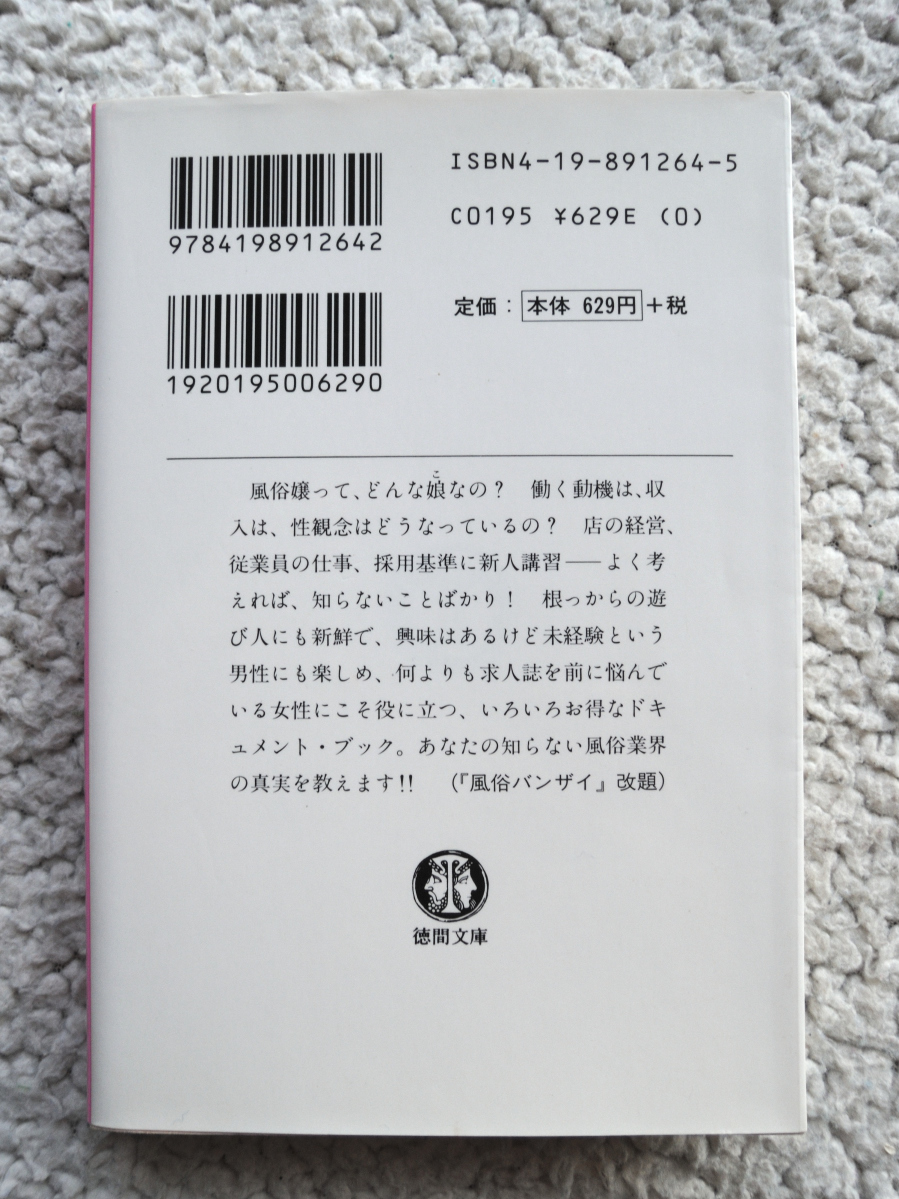 ISBN4-19-891264-5
9784198912642
C0195 ¥629E (0)
定価：本体 629円+税
1920195006290
風俗嬢って、どんな娘なの？　働く動機は、収
こ
入は、性観念はどうなっているの？　店の経営、
従業員の仕事、採用基準に新人講習――よく考
えれば、知らないことばかり！　根っからの遊
び人にも新鮮で、興味はあるけど未経験という
男性にも楽しめ、何よりも求人誌を前に悩んで
いる女性にこそ役に立つ、いろいろお得なドキ
ュメント・ブック。あなたの知らない風俗業界
の真実を教えます!!　（『風俗バンザイ』改題）
徳間文庫